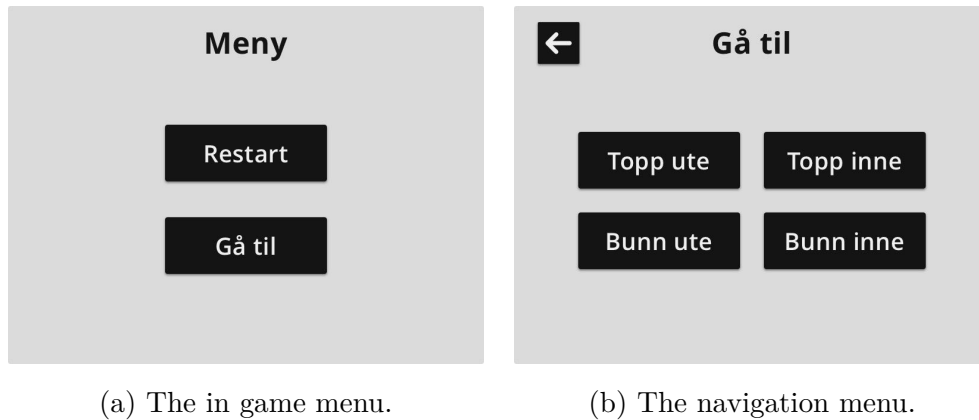 Meny
Restart
Gå til
(a) The in game menu.
Gå til
Topp ute Topp inne
Bunn ute Bunn inne
(b) The navigation menu.